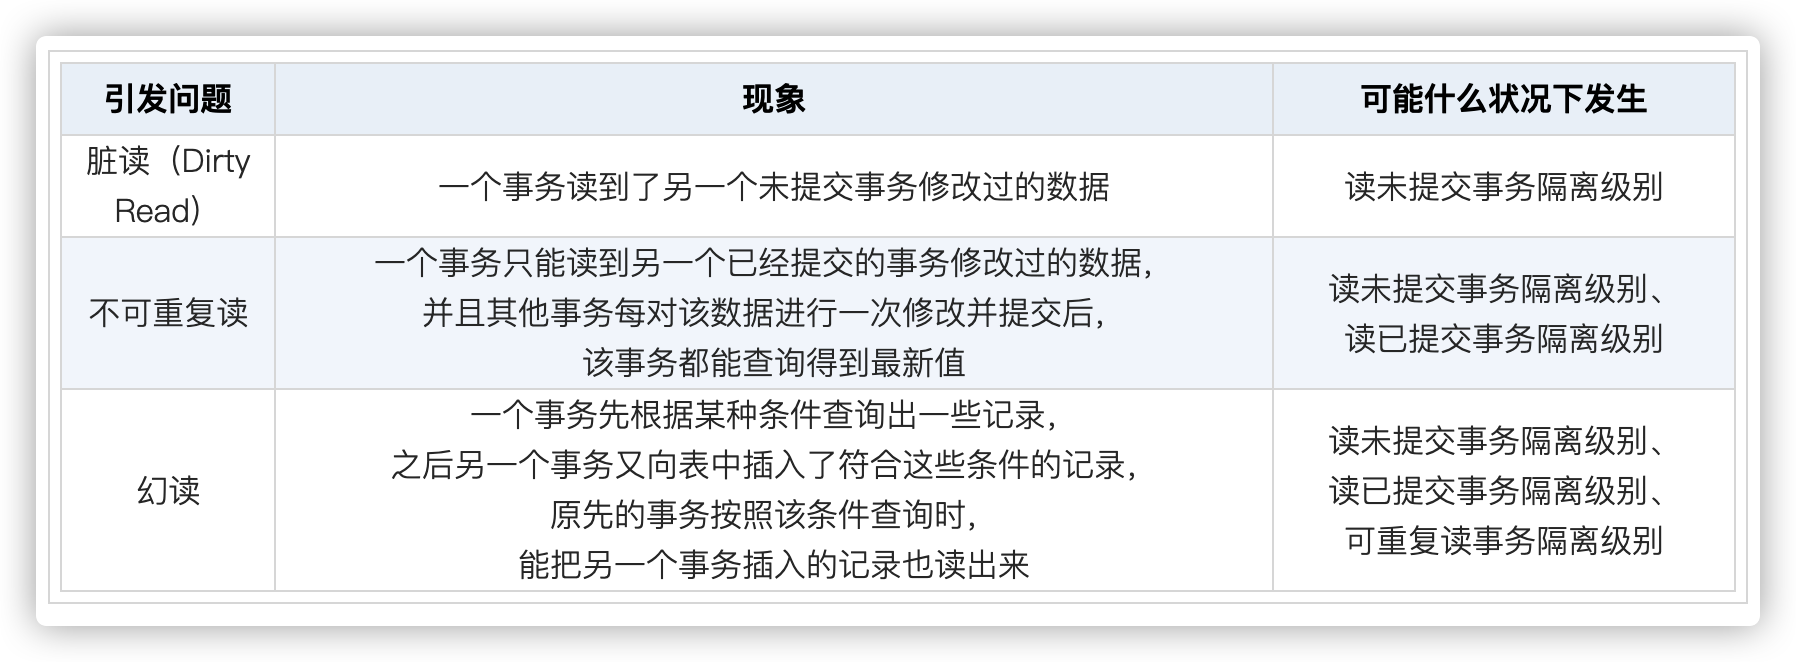 引发问题
现象
可能什么状况下发生
脏读（Dirty
Read）
一个事务读到了另一个未提交事务修改过的数据
读未提交事务隔离级别
不可重复读
一个事务只能读到另一个已经提交的事务修改过的数据，
并且其他事务每对该数据进行一次修改并提交后，
该事务都能查询得到最新值
读未提交事务隔离级别、
读已提交事务隔离级别
幻读
一个事务先根据某种条件查询出一些记录，
之后另一个事务又向表中插入了符合这些条件的记录，
原先的事务按照该条件查询时，
能把另一个事务插入的记录也读出来
读未提交事务隔离级别、
读已提交事务隔离级别、
可重复读事务隔离级别